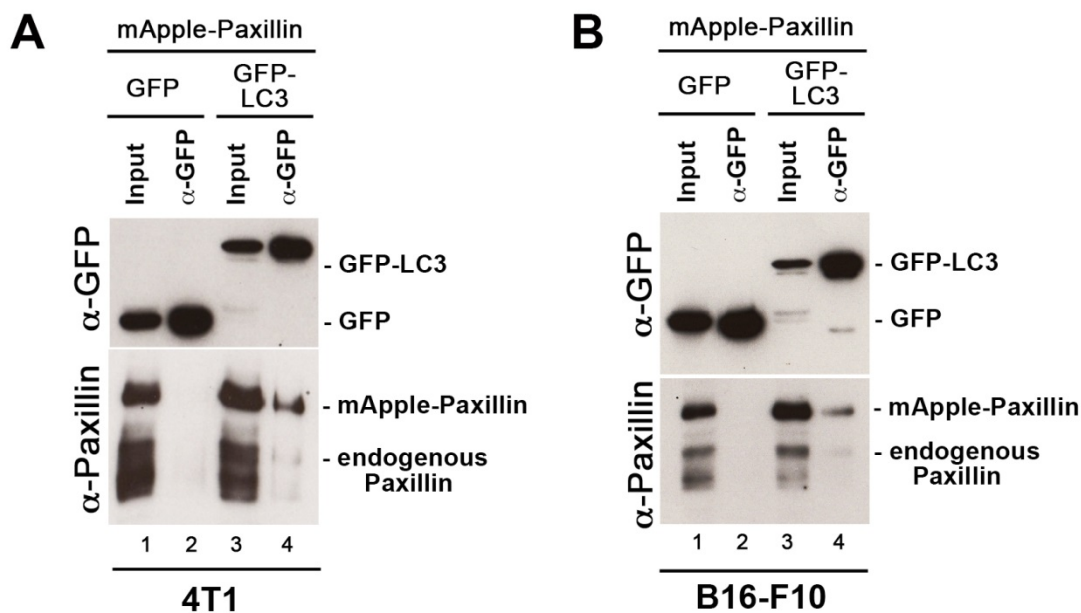 A
mApple-Paxillin
GFP
GFP-
LC3
Input
α-GFP
Input
α-GFP
α-GFP
- GFP-LC3
- GFP
α-Paxillin
- mApple-Paxillin
- endogenous
Paxillin
1 2 3 4
4T1
B
mApple-Paxillin
GFP
GFP-
LC3
Input
α-GFP
Input
α-GFP
α-GFP
- GFP-LC3
- GFP
α-Paxillin
- mApple-Paxillin
- endogenous
Paxillin
1 2 3 4
B16-F10